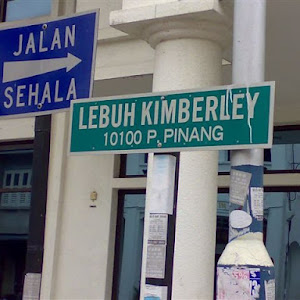 JALAN
SEHALA
LEBUH KIMBERLEY
10100 P. PINANG